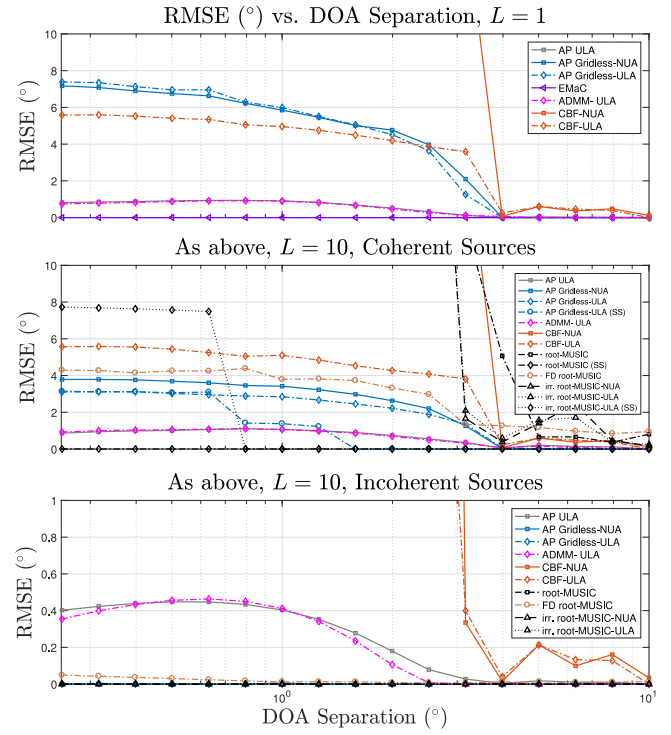 RMSE (°) vs. DOA Separation, L = 1
10
8
6
4
2
0
RMSE (°)
AP ULA
AP Gridless-NUA
AP Gridless-ULA
EMaC
ADMM- ULA
CBF-NUA
CBF-ULA
As above, L = 10, Coherent Sources
10
8
6
4
2
0
RMSE (°)
AP ULA
AP Gridless-NUA
AP Gridless-ULA
AP Gridless-ULA (SS)
ADMM- ULA
CBF-NUA
CBF-ULA
root-MUSIC
root-MUSIC (SS)
FD root-MUSIC
irr. root-MUSIC-NUA
irr. root-MUSIC-ULA
irr. root-MUSIC-ULA (SS)
As above, L = 10, Incoherent Sources
1
0.8
0.6
0.4
0.2
0
RMSE (°)
AP ULA
AP Gridless-NUA
AP Gridless-ULA
ADMM- ULA
CBF-NUA
CBF-ULA
root-MUSIC
FD root-MUSIC
irr. root-MUSIC-NUA
irr. root-MUSIC-ULA
10⁰
10¹
DOA Separation (°)